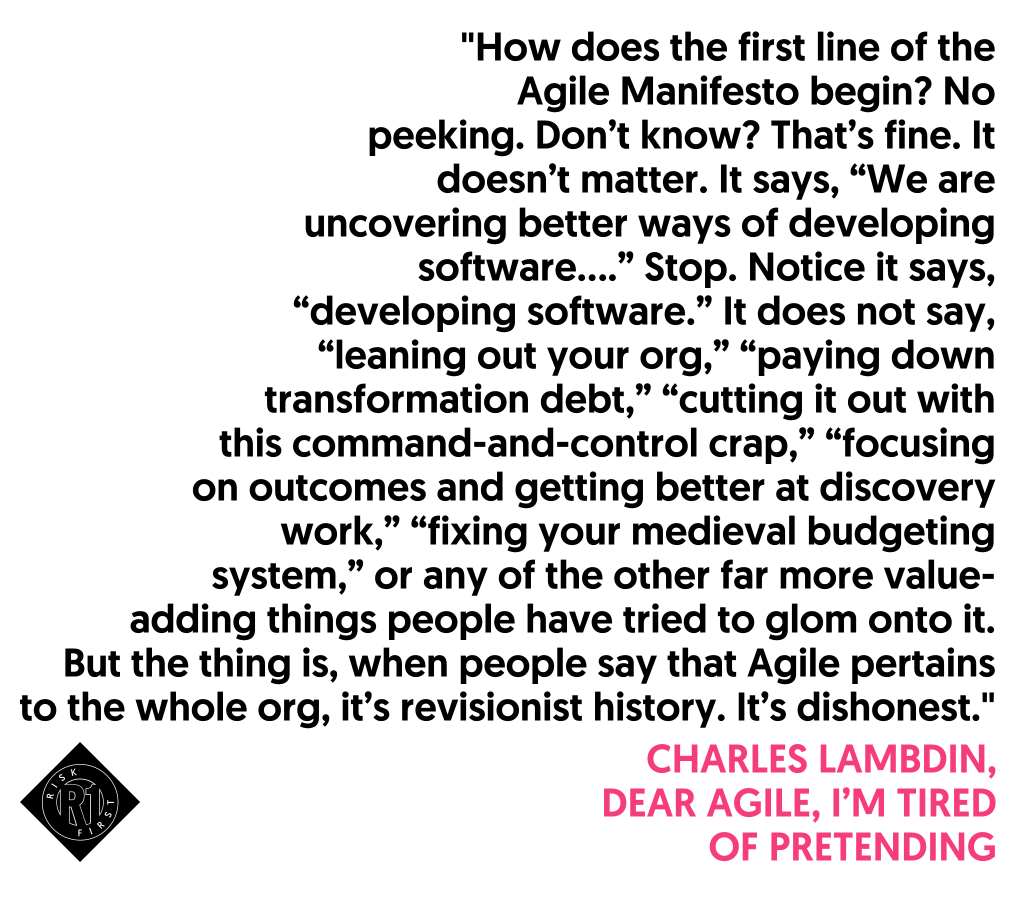 "How does the first line of the
Agile Manifesto begin? No
peeking. Don’t know? That’s fine. It
doesn’t matter. It says, “We are
uncovering better ways of developing
software....” Stop. Notice it says,
“developing software.” It does not say,
“leaning out your org,” “paying down
transformation debt,” “cutting it out with
this command-and-control crap,” “focusing
on outcomes and getting better at discovery
work,” “fixing your medieval budgeting
system,” or any of the other far more value-
adding things people have tried to glom onto it.
But the thing is, when people say that Agile pertains
to the whole org, it’s revisionist history. It’s dishonest."
CHARLES LAMBDIN,
DEAR AGILE, I’M TIRED
OF PRETENDING
RISK
R1
FIRST